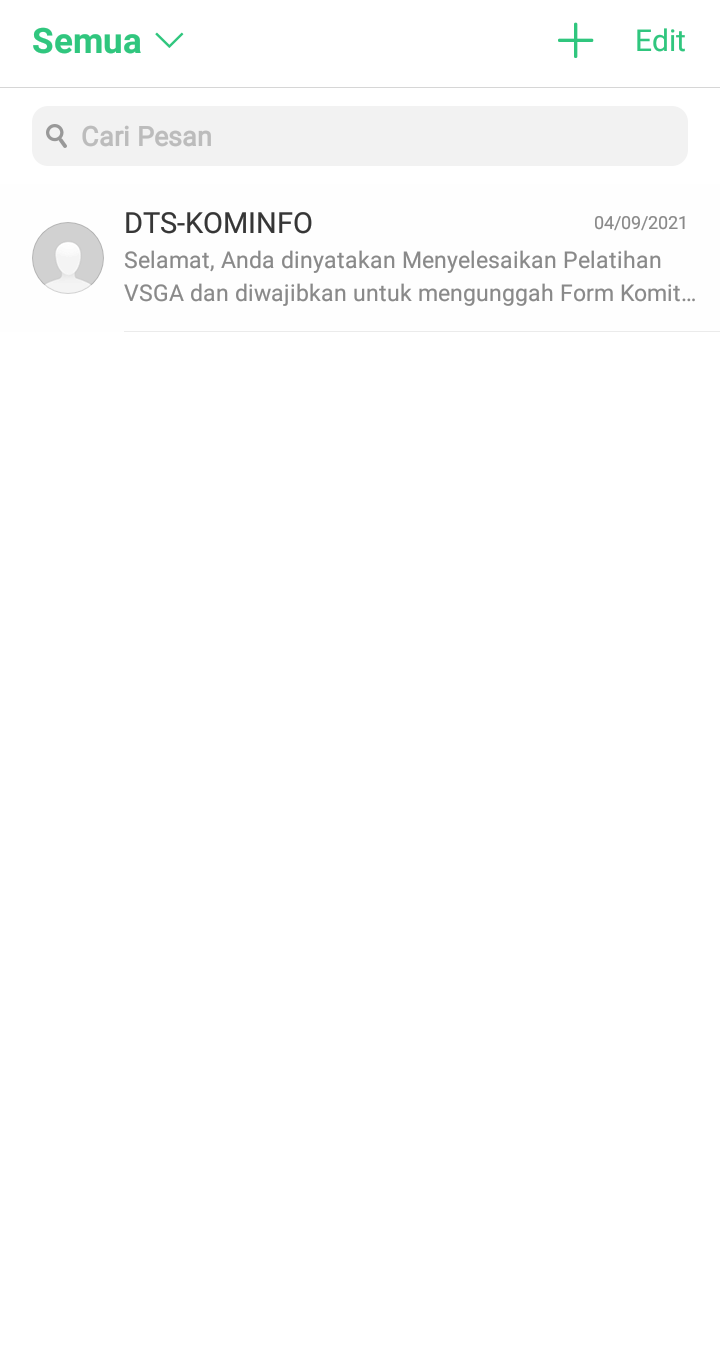 Semua
Edit
Cari Pesan
DTS-KOMINFO 04/09/2021
Selamat, Anda dinyatakan Menyelesaikan Pelatihan
VSGA dan diwajibkan untuk mengunggah Form Komit...